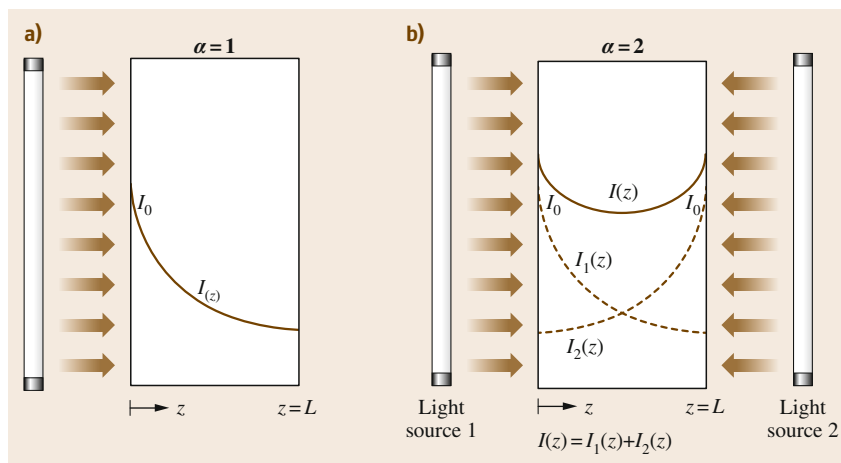 a)
α = 1
I0
I(z)
z
z = L
b)
α = 2
I(z)
I0
I0
I1(z)
I2(z)
Light
source 1
z
z = L
Light
source 2
I(z) = I1(z)+I2(z)